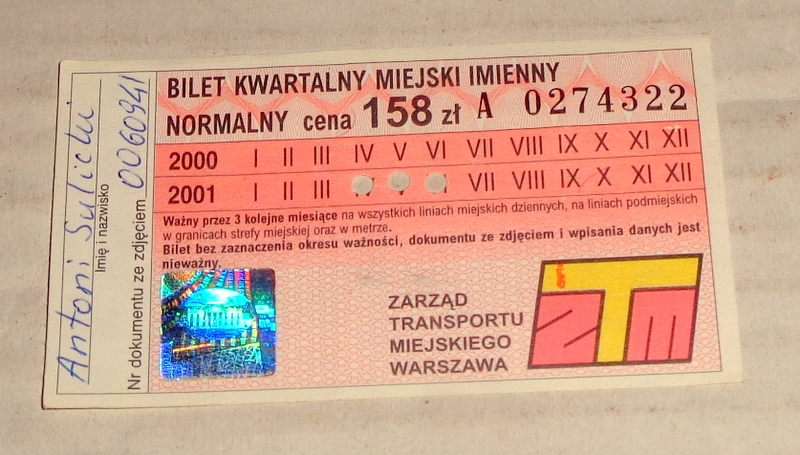 BILET KWARTALNY MIEJSKI IMIENNY
NORMALNY cena 158 zł A 0274322
2000 I II III IV V VI VII VIII IX X XI XII
2001 I II III VII VIII IX X XI XII
Ważny przez 3 kolejne miesiące na wszystkich liniach miejskich dziennych, na liniach podmiejskich
w granicach strefy miejskiej oraz w metrze.
Bilet bez zaznaczenia okresu ważności, dokumentu ze zdjęciem i wpisania danych jest
nieważny.
ZARZĄD
TRANSPORTU
MIEJSKIEGO
WARSZAWA
Antoni Sulicki
Imię i nazwisko
Nr dokumentu ze zdjęciem 0060941